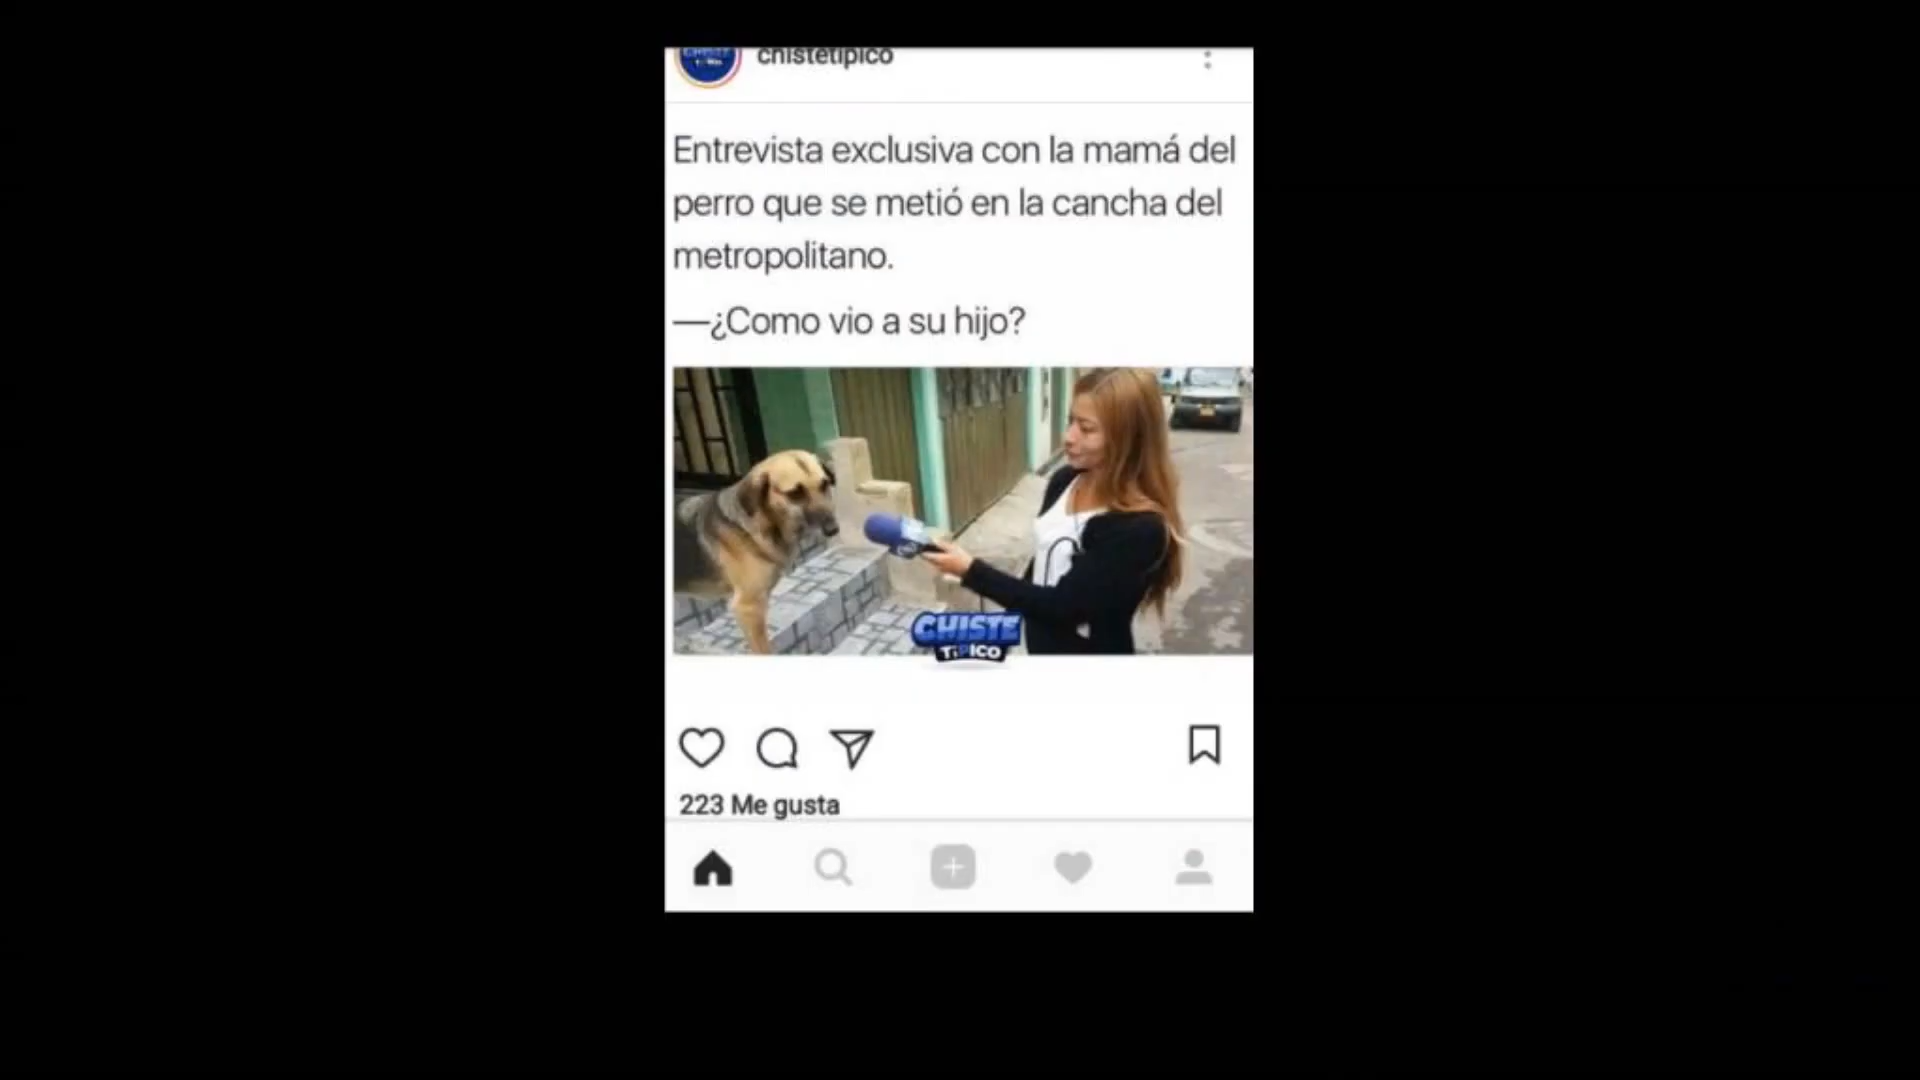 chistetipico
Entrevista exclusiva con la mamá del
perro que se metió en la cancha del
metropolitano.
—¿Como vio a su hijo?
CHISTE
TiPICO
223 Me gusta